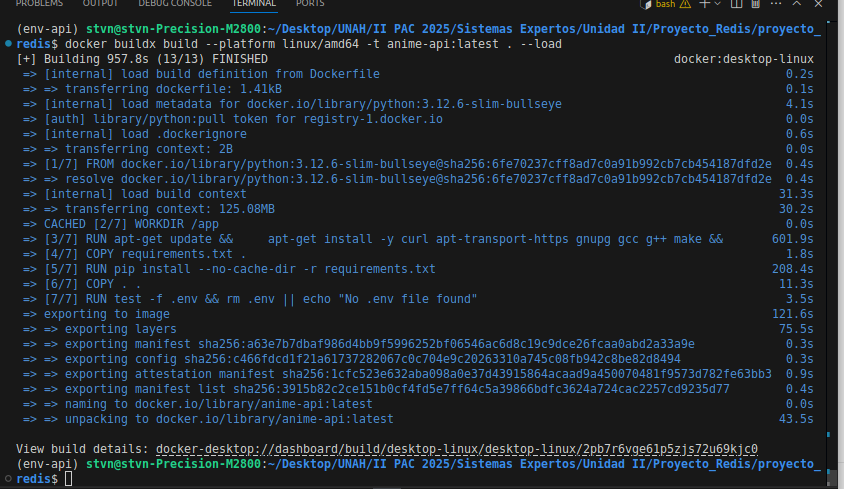 PROBLEMS OUTPUT DEBUG CONSOLE TERMINAL PORTS bash
(env-api) stvn@stvn-Precision-M2800:~/Desktop/UNAH/II PAC 2025/Sistemas Expertos/Unidad II/Proyecto_Redis/proyecto_
redis$ docker buildx build --platform linux/amd64 -t anime-api:latest . --load
[+] Building 957.8s (13/13) FINISHED docker:desktop-linux
=> [internal] load build definition from Dockerfile 0.2s
=> => transferring dockerfile: 1.41kB 0.1s
=> [internal] load metadata for docker.io/library/python:3.12.6-slim-bullseye 4.1s
=> [auth] library/python:pull token for registry-1.docker.io 0.0s
=> [internal] load .dockerignore 0.6s
=> => transferring context: 2B 0.0s
=> [1/7] FROM docker.io/library/python:3.12.6-slim-bullseye@sha256:6fe70237cff8ad7c0a91b992cb7cb454187dfd2e 0.4s
=> => resolve docker.io/library/python:3.12.6-slim-bullseye@sha256:6fe70237cff8ad7c0a91b992cb7cb454187dfd2e 0.4s
=> [internal] load build context 31.3s
=> => transferring context: 125.08MB 30.2s
=> CACHED [2/7] WORKDIR /app 0.0s
=> [3/7] RUN apt-get update && apt-get install -y curl apt-transport-https gnupg gcc g++ make && 601.9s
=> [4/7] COPY requirements.txt . 1.8s
=> [5/7] RUN pip install --no-cache-dir -r requirements.txt 208.4s
=> [6/7] COPY . . 11.3s
=> [7/7] RUN test -f .env && rm .env || echo "No .env file found" 3.5s
=> exporting to image 121.6s
=> => exporting layers 75.5s
=> => exporting manifest sha256:a63e7b7dbaf986d4bb9f5996252bf06546ac6d8c19c9dce26fcaa0abd2a33a9e 0.3s
=> => exporting config sha256:c466fdcd1f21a61737282067c0c704e9c20263310a745c08fb942c8be82d8494 0.3s
=> => exporting attestation manifest sha256:1cfc523e632aba098a0e37d43915864acaad9a450070481f9573d782fe63bb3 0.9s
=> => exporting manifest list sha256:3915b82c2ce151b0cf4fd5e7ff64c5a39866bdfc3624a724cac2257cd9235d77 0.4s
=> => naming to docker.io/library/anime-api:latest 0.0s
=> => unpacking to docker.io/library/anime-api:latest 43.5s
View build details: docker-desktop://dashboard/build/desktop-linux/desktop-linux/2pb7r6vge61p5zjs72u69kjc0
(env-api) stvn@stvn-Precision-M2800:~/Desktop/UNAH/II PAC 2025/Sistemas Expertos/Unidad II/Proyecto_Redis/proyecto_
redis$